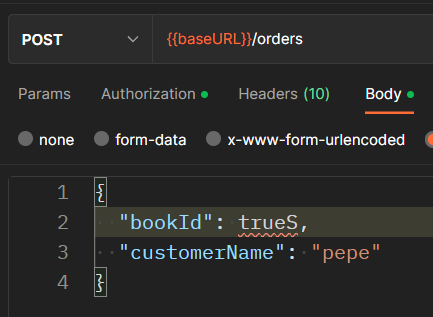 POST {{baseURL}}/orders
Params Authorization Headers (10) Body
none form-data x-www-form-urlencoded
1 {
2 "bookId": trueS,
3 "customerName": "pepe"
4 }